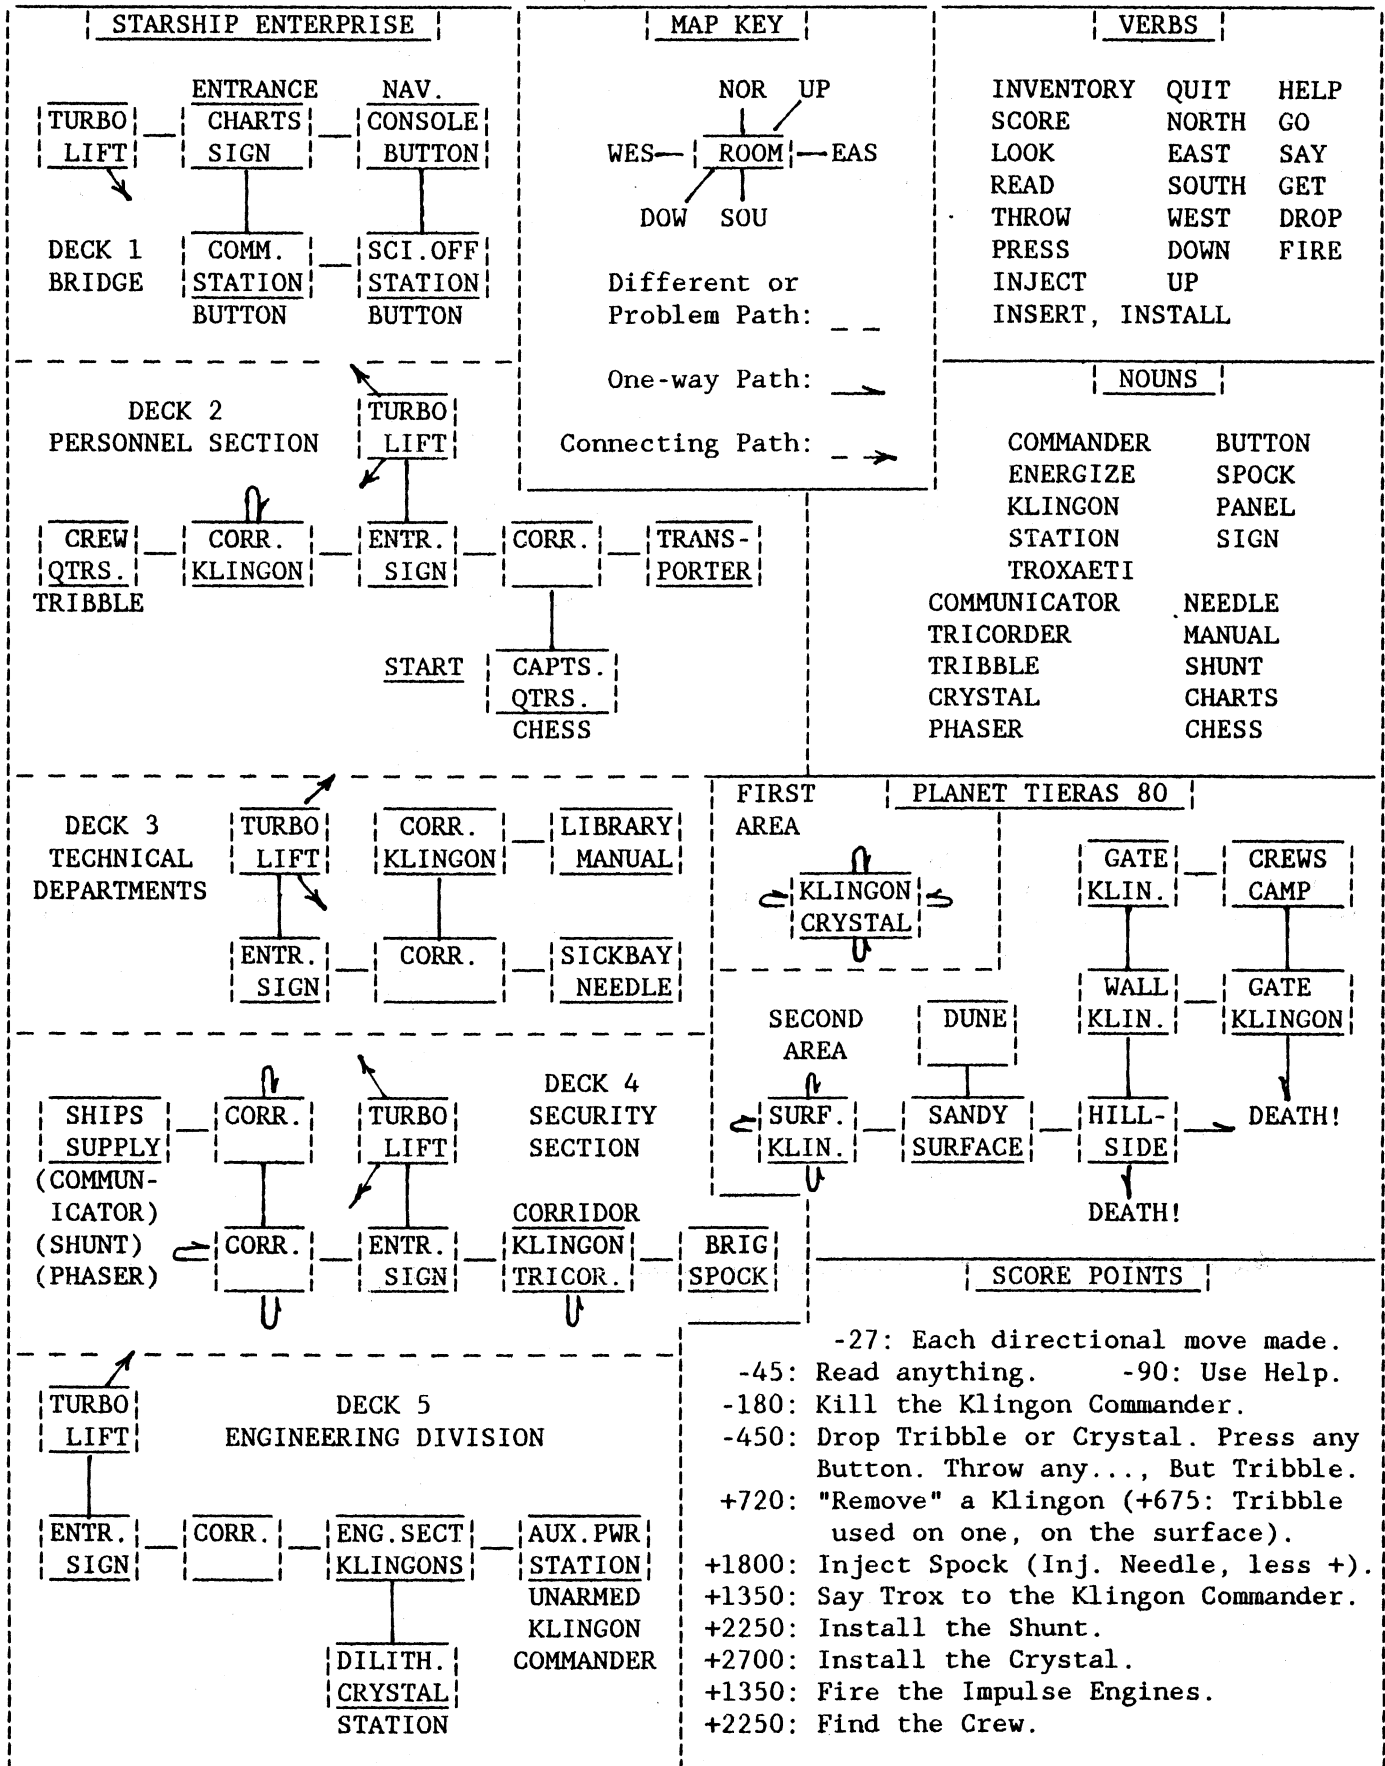 STARSHIP ENTERPRISE
ENTRANCE NAV.
TURBO CHARTS CONSOLE
LIFT SIGN BUTTON
DECK 1 COMM. SCI.OFF
BRIDGE STATION STATION
BUTTON BUTTON
MAP KEY
NOR UP
WES ROOM EAS
DOW SOU
Different or
Problem Path:
One-way Path:
Connecting Path:
VERBS
INVENTORY QUIT HELP
SCORE NORTH GO
LOOK EAST SAY
READ SOUTH GET
THROW WEST DROP
PRESS DOWN FIRE
INJECT UP
INSERT, INSTALL
NOUNS
COMMANDER BUTTON
ENERGIZE SPOCK
KLINGON PANEL
STATION SIGN
TROXAETI
COMMUNICATOR NEEDLE
TRICORDER MANUAL
TRIBBLE SHUNT
CRYSTAL CHARTS
PHASER CHESS
DECK 2 TURBO
PERSONNEL SECTION LIFT
CREW CORR. ENTR. CORR. TRANS-
QTRS. KLINGON SIGN PORTER
TRIBBLE
START CAPTS.
QTRS.
CHESS
DECK 3 TURBO CORR. LIBRARY
TECHNICAL LIFT KLINGON MANUAL
DEPARTMENTS
ENTR. CORR. SICKBAY
SIGN NEEDLE
FIRST PLANET TIERAS 80
AREA
GATE CREWS
KLIN. CAMP
KLINGON
CRYSTAL
WALL GATE
KLIN. KLINGON
SECOND DUNE
AREA
SURF. SANDY HILL- DEATH!
KLIN. SURFACE SIDE
DEATH!
DECK 4
SECURITY
SECTION
SHIPS CORR. TURBO
SUPPLY LIFT
(COMMUN-
ICATOR) CORRIDOR
(SHUNT) CORR. ENTR. KLINGON BRIG
(PHASER) SIGN TRICOR. SPOCK
TURBO DECK 5
LIFT ENGINEERING DIVISION
ENTR. CORR. ENG.SECT AUX.PWR
SIGN KLINGONS STATION
UNARMED
KLINGON
DILITH. COMMANDER
CRYSTAL
STATION
SCORE POINTS
-27: Each directional move made.
-45: Read anything. -90: Use Help.
-180: Kill the Klingon Commander.
-450: Drop Tribble or Crystal. Press any
Button. Throw any..., But Tribble.
+720: "Remove" a Klingon (+675: Tribble
used on one, on the surface).
+1800: Inject Spock (Inj. Needle, less +).
+1350: Say Trox to the Klingon Commander.
+2250: Install the Shunt.
+2700: Install the Crystal.
+1350: Fire the Impulse Engines.
+2250: Find the Crew.